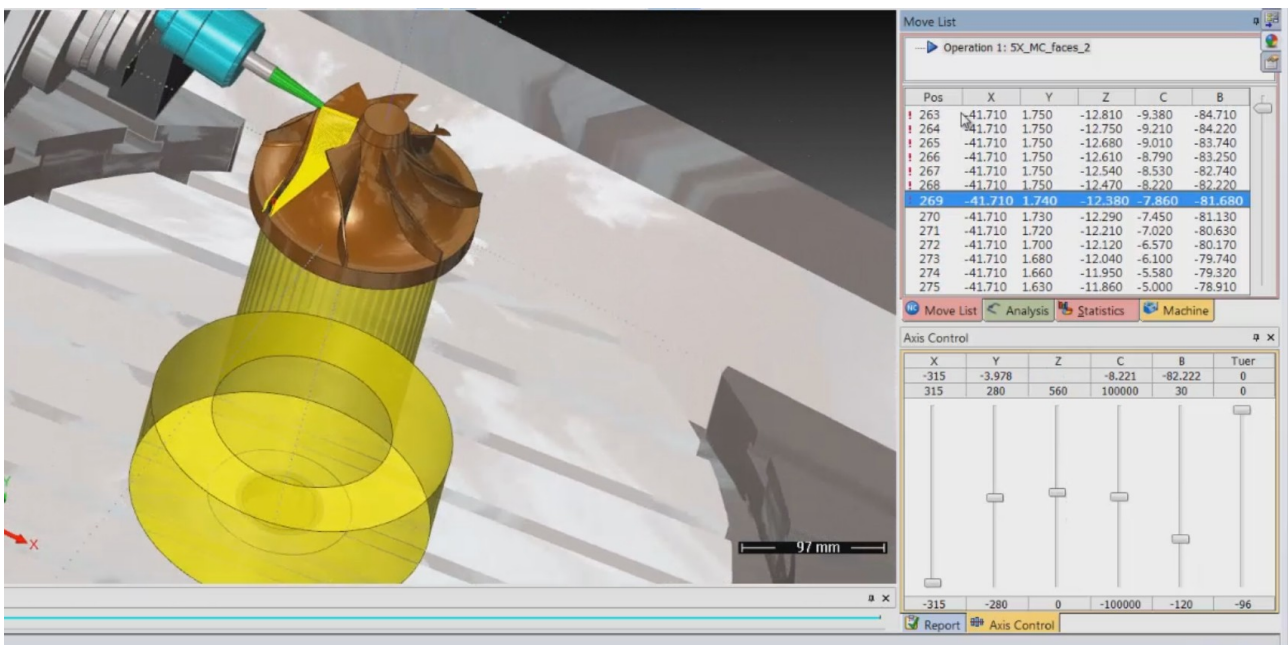 Move List
Operation 1: 5X_MC_faces_2
Pos X Y Z C B
! 263 -41.710 1.750 -12.810 -9.380 -84.710
! 264 -41.710 1.750 -12.750 -9.210 -84.220
! 265 -41.710 1.750 -12.680 -9.010 -83.740
! 266 -41.710 1.750 -12.610 -8.790 -83.250
! 267 -41.710 1.750 -12.540 -8.530 -82.740
! 268 -41.710 1.750 -12.470 -8.220 -82.220
269 -41.710 1.740 -12.380 -7.860 -81.680
270 -41.710 1.730 -12.290 -7.450 -81.130
271 -41.710 1.720 -12.210 -7.020 -80.630
272 -41.710 1.700 -12.120 -6.570 -80.170
273 -41.710 1.680 -12.040 -6.100 -79.740
274 -41.710 1.660 -11.950 -5.580 -79.320
275 -41.710 1.630 -11.860 -5.000 -78.910
NC Move List Analysis Statistics Machine
Axis Control
X Y Z C B Tuer
-315 -3.978 -8.221 -82.222 0
315 280 560 100000 30 0
97 mm
-315 -280 0 -100000 -120 -96
Report Axis Control
Y
X